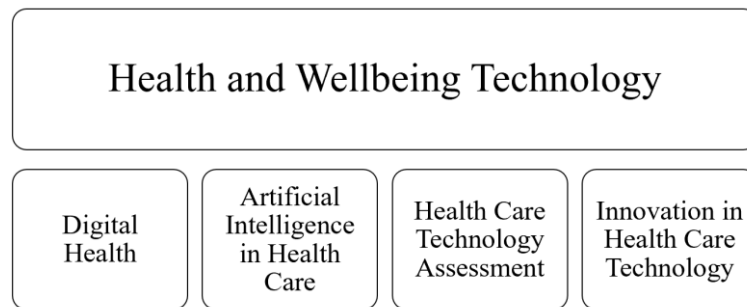 Health and Wellbeing Technology
Digital
Health
Artificial
Intelligence
in Health
Care
Health Care
Technology
Assessment
Innovation in
Health Care
Technology